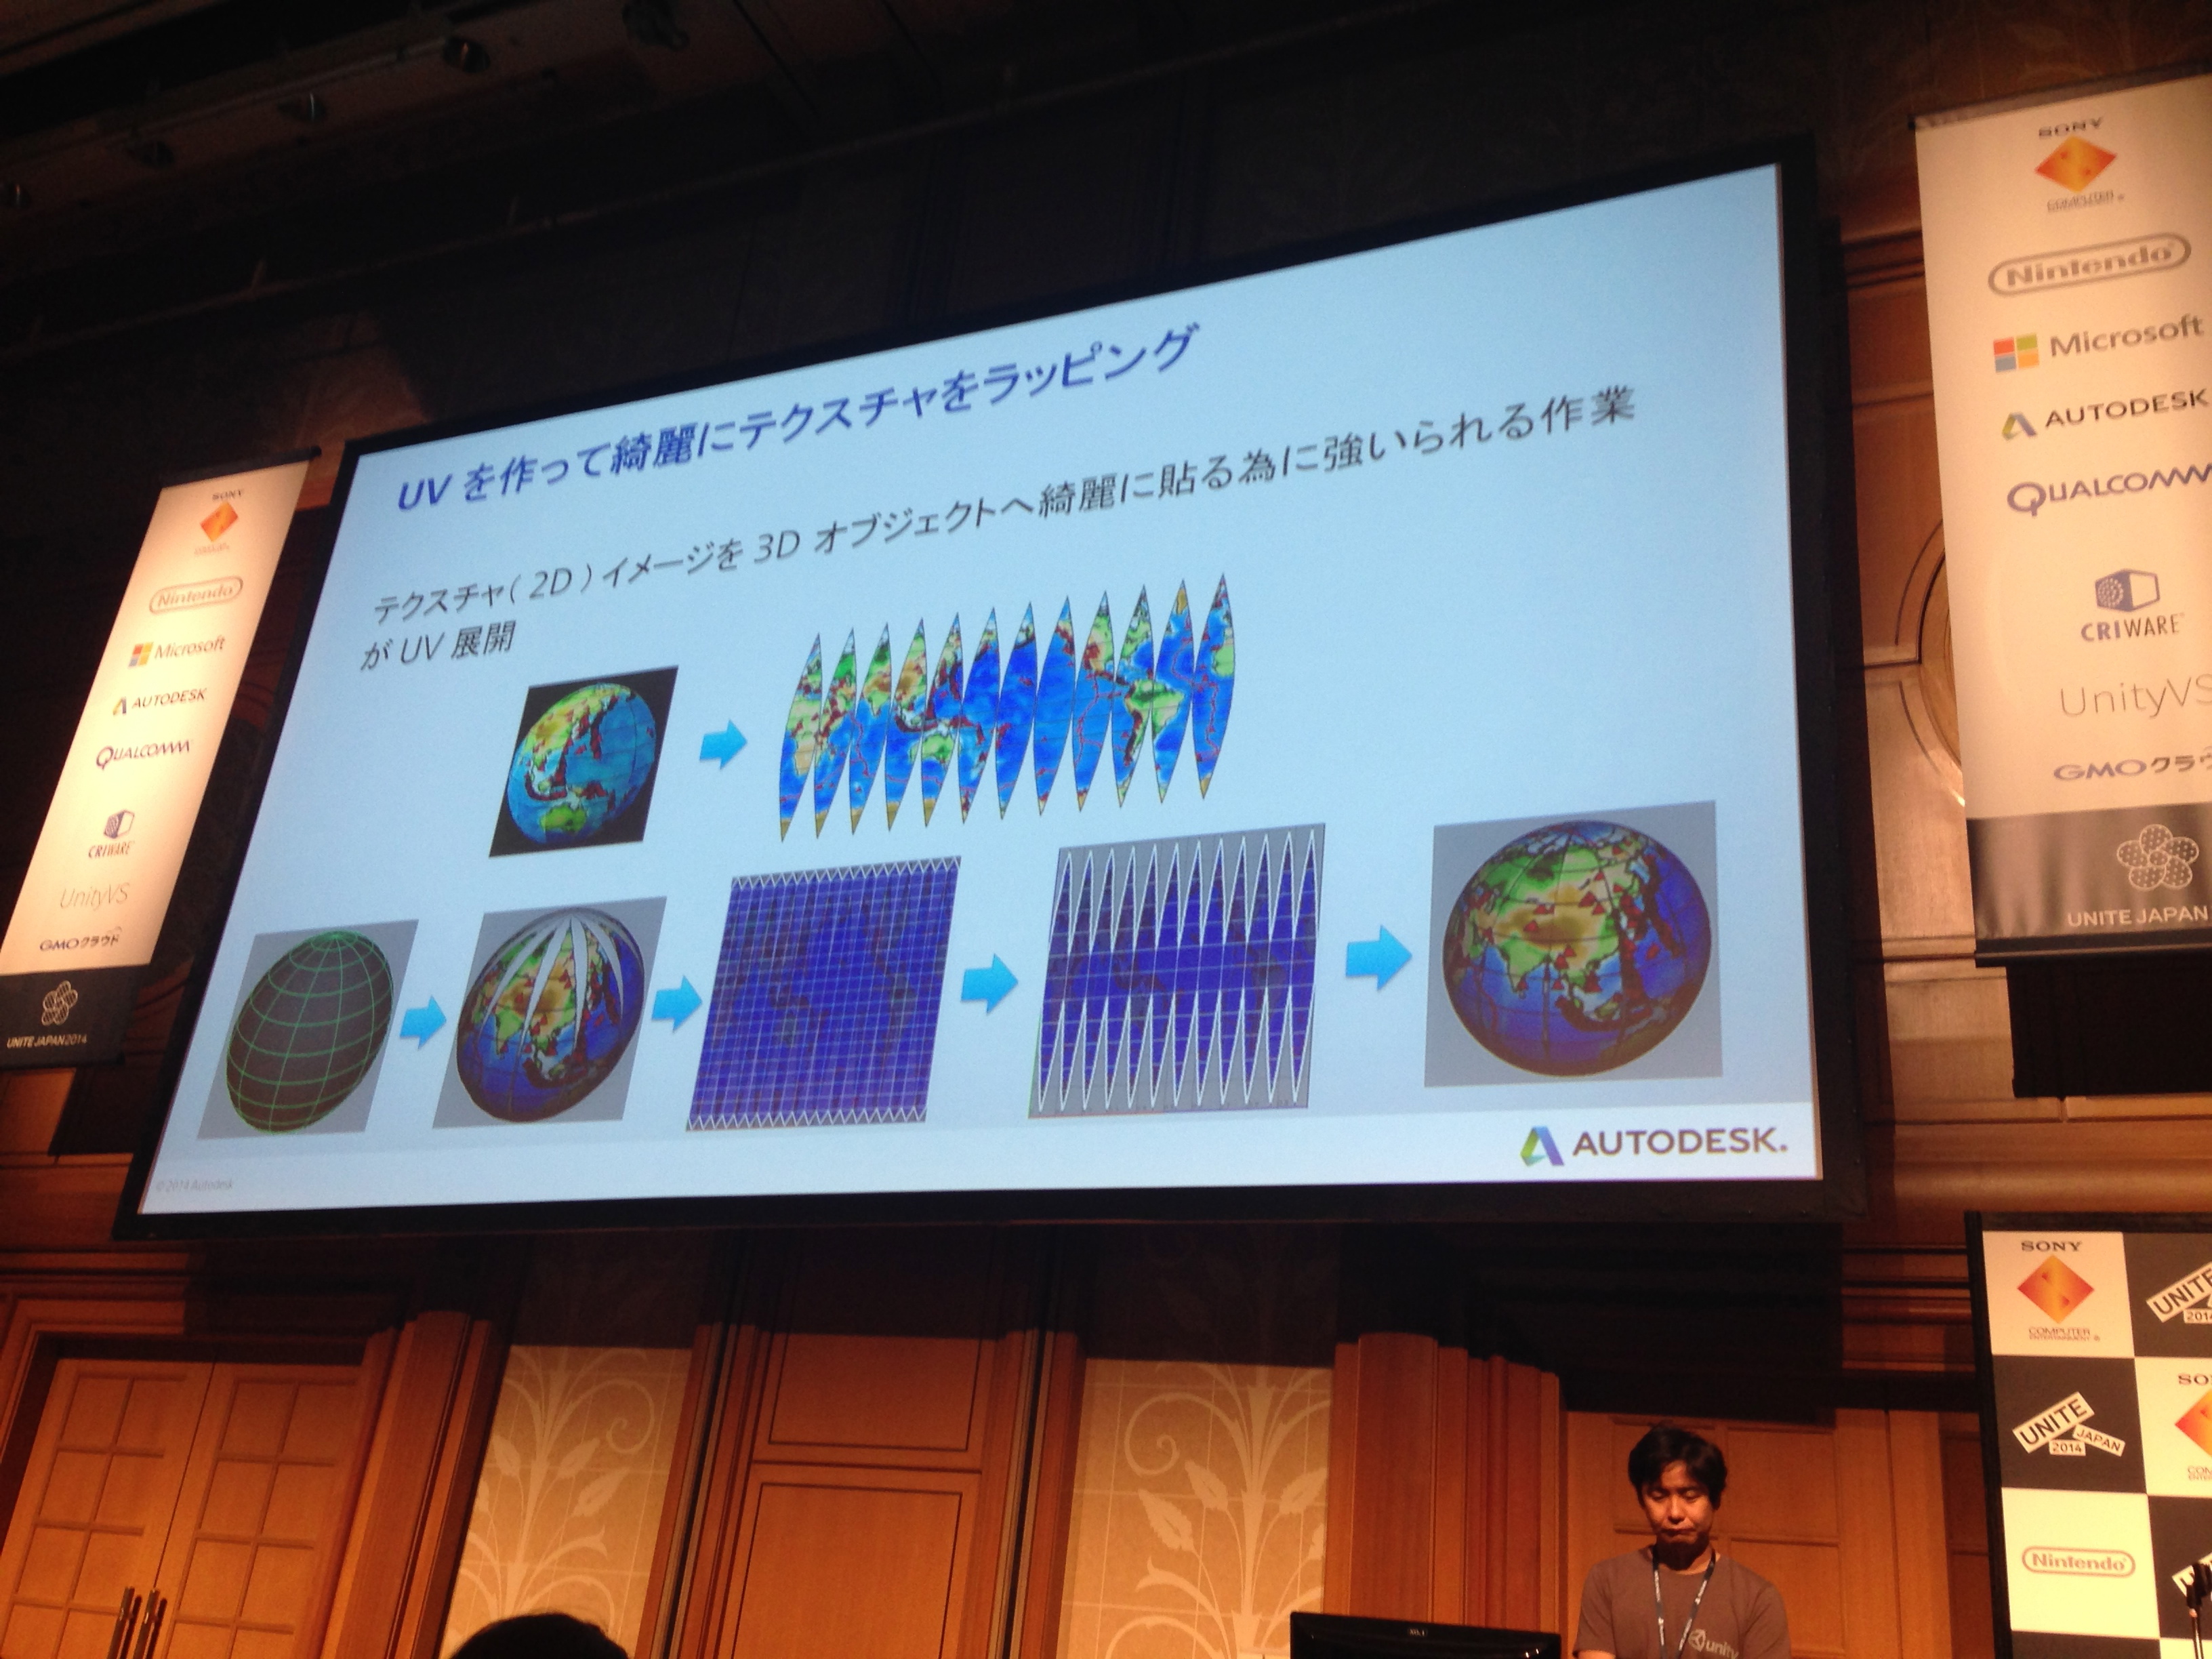 UV を作って綺麗にテクスチャをラッピング
テクスチャ( 2D ) イメージを 3D オブジェクトへ綺麗に貼る為に強いられる作業
が UV 展開
AUTODESK.
© 2014 Autodesk
SONY
Nintendo
Microsoft
AUTODESK
QUALCOMM
CRIWARE
UnityVS
GMOクラウド
UNITE JAPAN 2014
SONY
COMPUTER
Nintendo
Microsoft
AUTODESK
QUALCOMM
CRIWARE
UnityVS
GMOクラウ
UNITE JAPAN
SONY
COMPUTER
ENTERTAINMENT
UNITE
2014
UNITE
JAPAN
2014
SO
Nintendo
unity